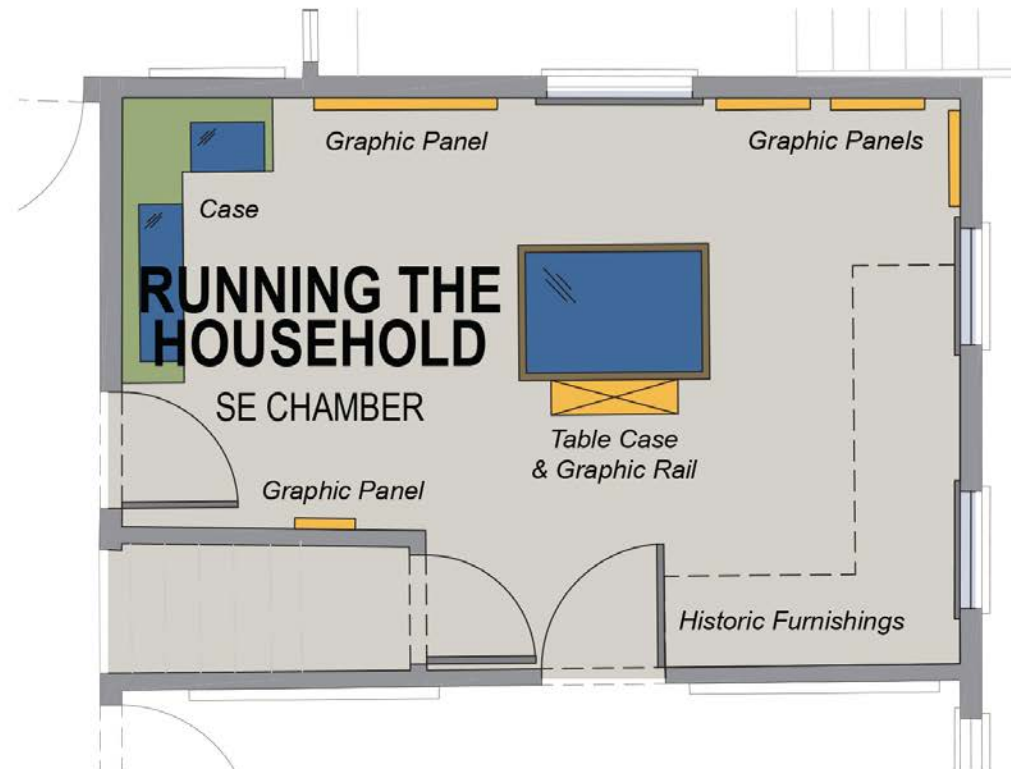 Graphic Panel
Graphic Panels
Case
RUNNING THE
HOUSEHOLD
SE CHAMBER
Table Case
& Graphic Rail
Graphic Panel
Historic Furnishings